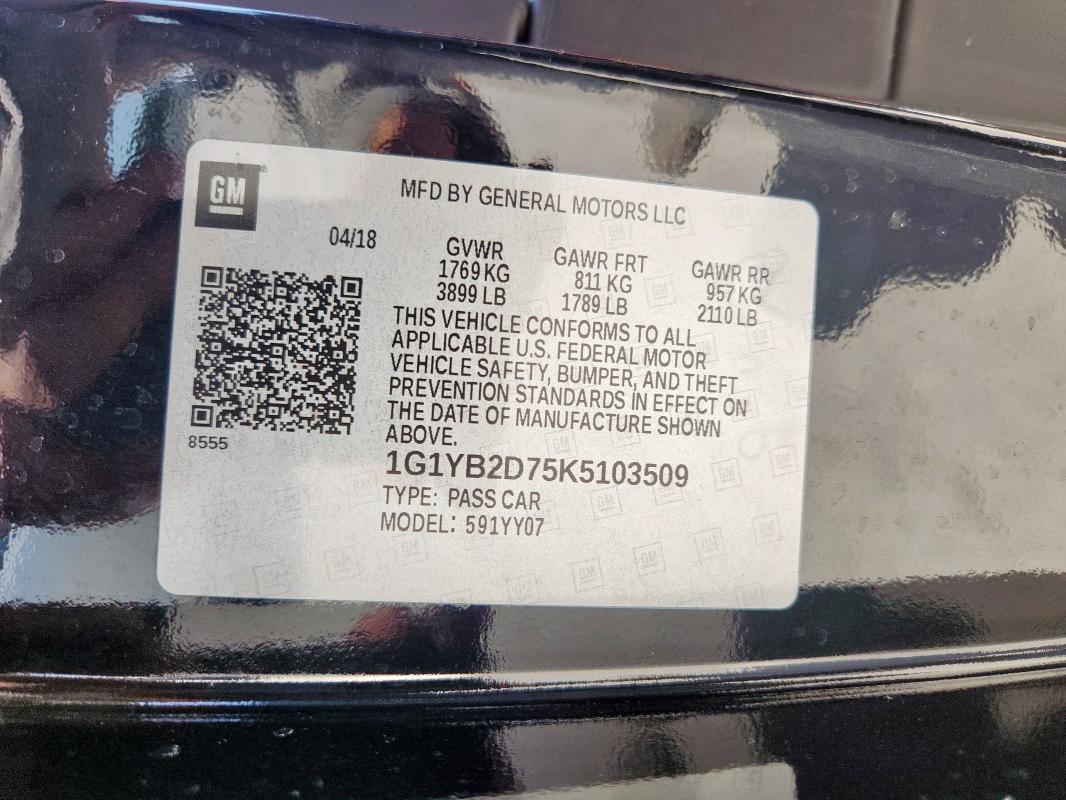 GM
MFD BY GENERAL MOTORS LLC
04/18
GVWR
1769 KG
3899 LB
GAWR FRT
811 KG
1789 LB
GAWR RR
957 KG
2110 LB
THIS VEHICLE CONFORMS TO ALL
APPLICABLE U.S. FEDERAL MOTOR
VEHICLE SAFETY, BUMPER, AND THEFT
PREVENTION STANDARDS IN EFFECT ON
THE DATE OF MANUFACTURE SHOWN
ABOVE.
8555
1G1YB2D75K5103509
TYPE: PASS CAR
MODEL: 591YY07